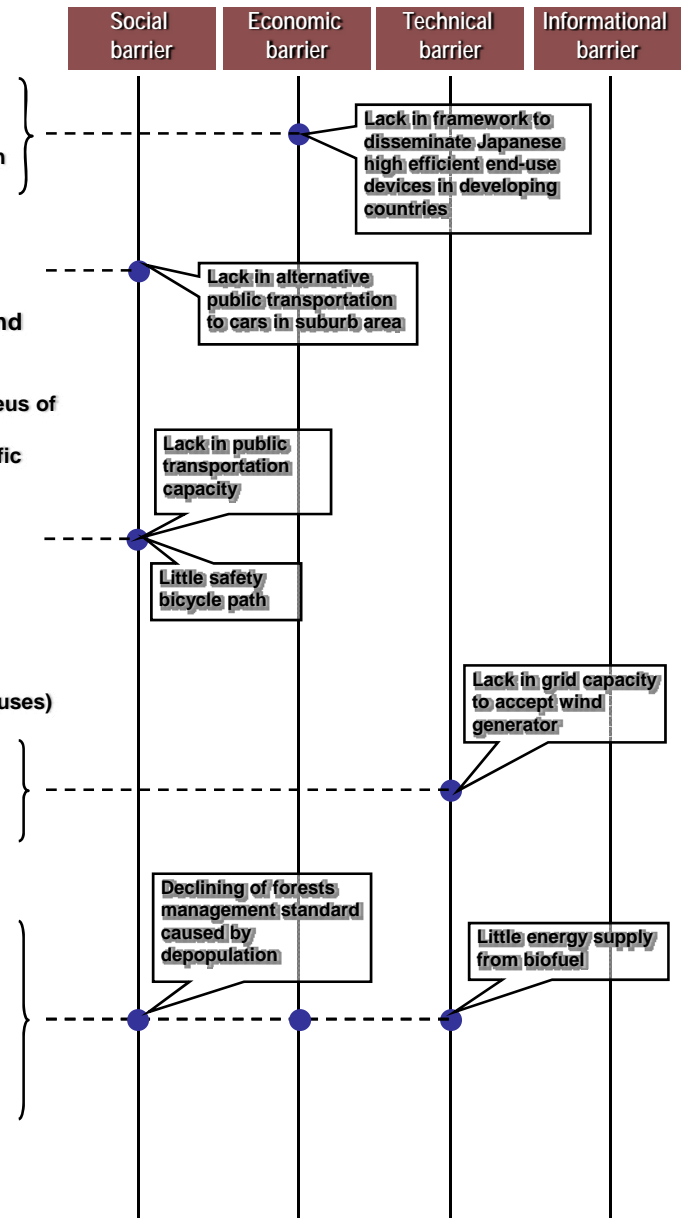 Social barrier
Economic barrier
Technical barrier
Informational barrier
Lack in framework to
disseminate Japanese
high efficient end-use
devices in developing
countries
n
Lack in alternative
public transportation
to cars in suburb area
nd
eus of
fic
Lack in public
transportation
capacity
Little safety
bicycle path
Lack in grid capacity
to accept wind
generator
uses)
Declining of forests
management standard
caused by
depopulation
Little energy supply
from biofuel